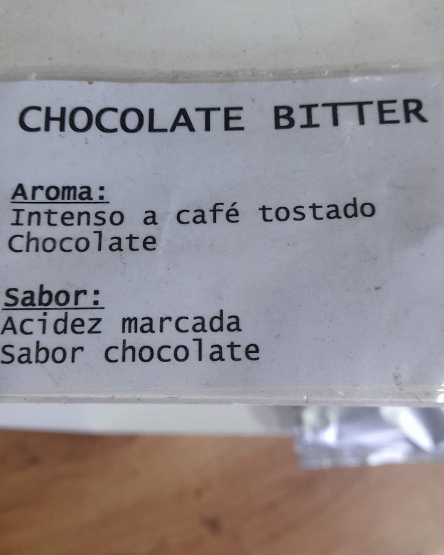 CHOCOLATE BITTER
Aroma:
Intenso a café tostado
Chocolate
Sabor:
Acidez marcada
Sabor chocolate